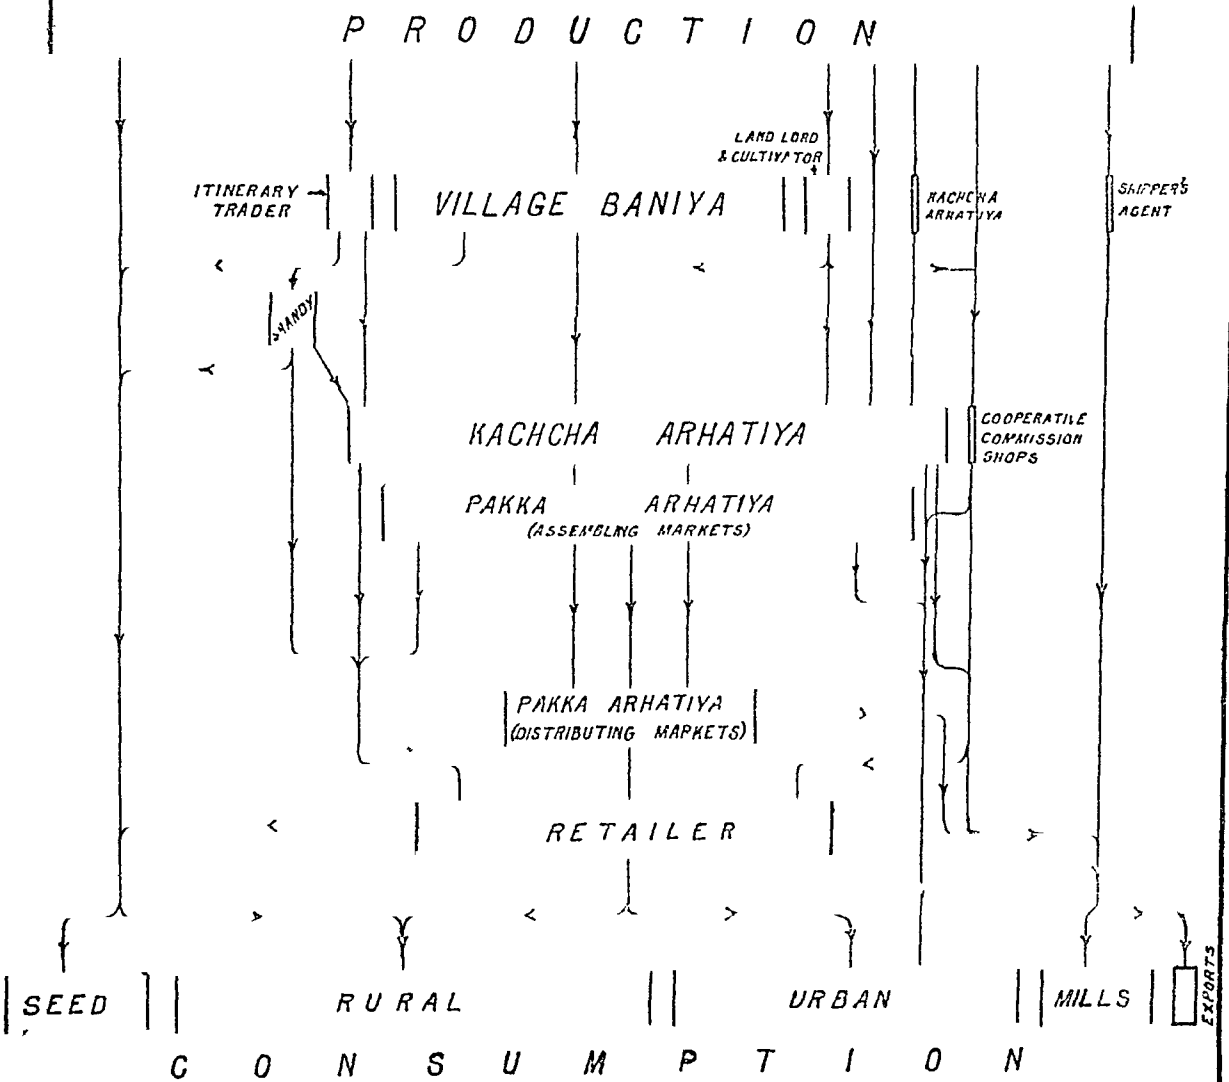 PRODUCTION
LAND LORD
& CULTIVATOR
ITINERARY
TRADER
VILLAGE BANIYA
KACHCHA
ARHATIYA
SHIPPER'S
AGENT
SHANDY
KACHCHA ARHATIYA
COOPERATIVE
COMMISSION
SHOPS
PAKKA ARHATIYA
(ASSEMBLING MARKETS)
PAKKA ARHATIYA
(DISTRIBUTING MARKETS)
RETAILER
SEED
RURAL
URBAN
MILLS
EXPORTS
CONSUMPTION